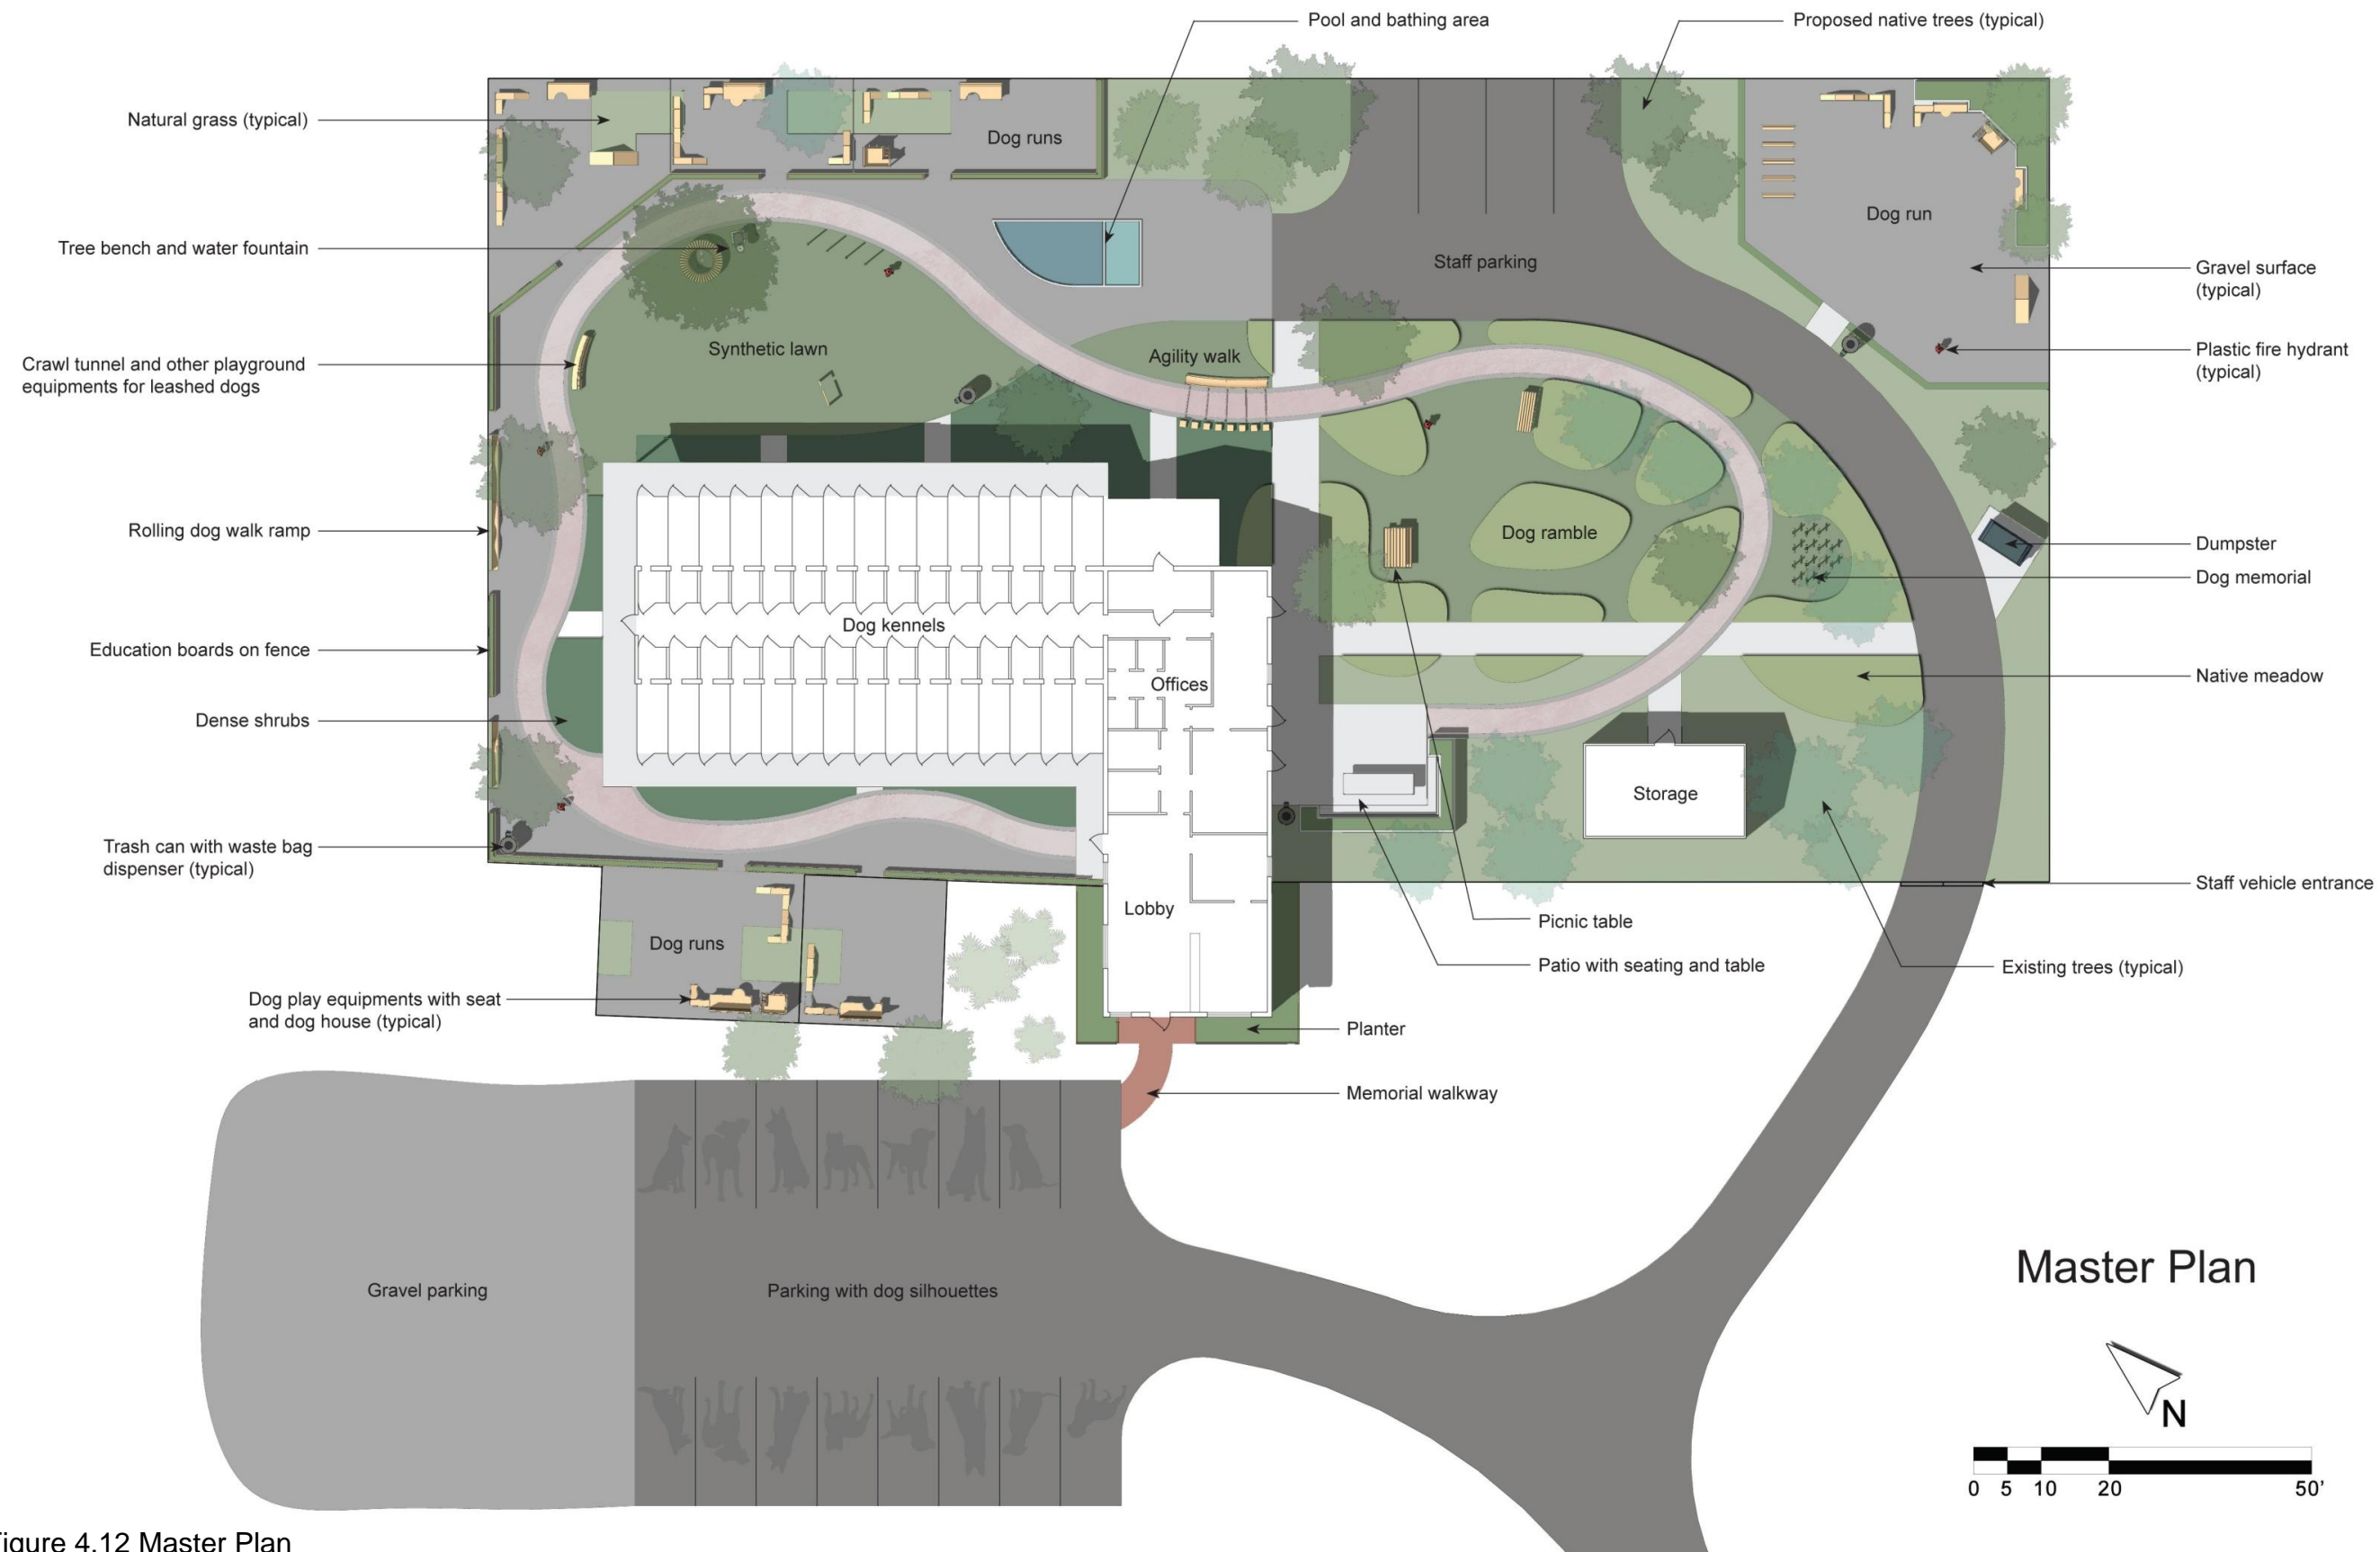 Pool and bathing area
Proposed native trees (typical)
Natural grass (typical)
Dog runs
Dog run
Tree bench and water fountain
Staff parking
Gravel surface
(typical)
Synthetic lawn
Agility walk
Crawl tunnel and other playground
equipments for leashed dogs
Plastic fire hydrant
(typical)
Rolling dog walk ramp
Dog ramble
Dumpster
Dog memorial
Dog kennels
Education boards on fence
Offices
Native meadow
Dense shrubs
Storage
Trash can with waste bag
dispenser (typical)
Staff vehicle entrance
Lobby
Picnic table
Dog runs
Patio with seating and table
Existing trees (typical)
Dog play equipments with seat
and dog house (typical)
Planter
Memorial walkway
Gravel parking
Parking with dog silhouettes
Master Plan
N
0 5 10 20 50'
igure 4.12 Master Plan